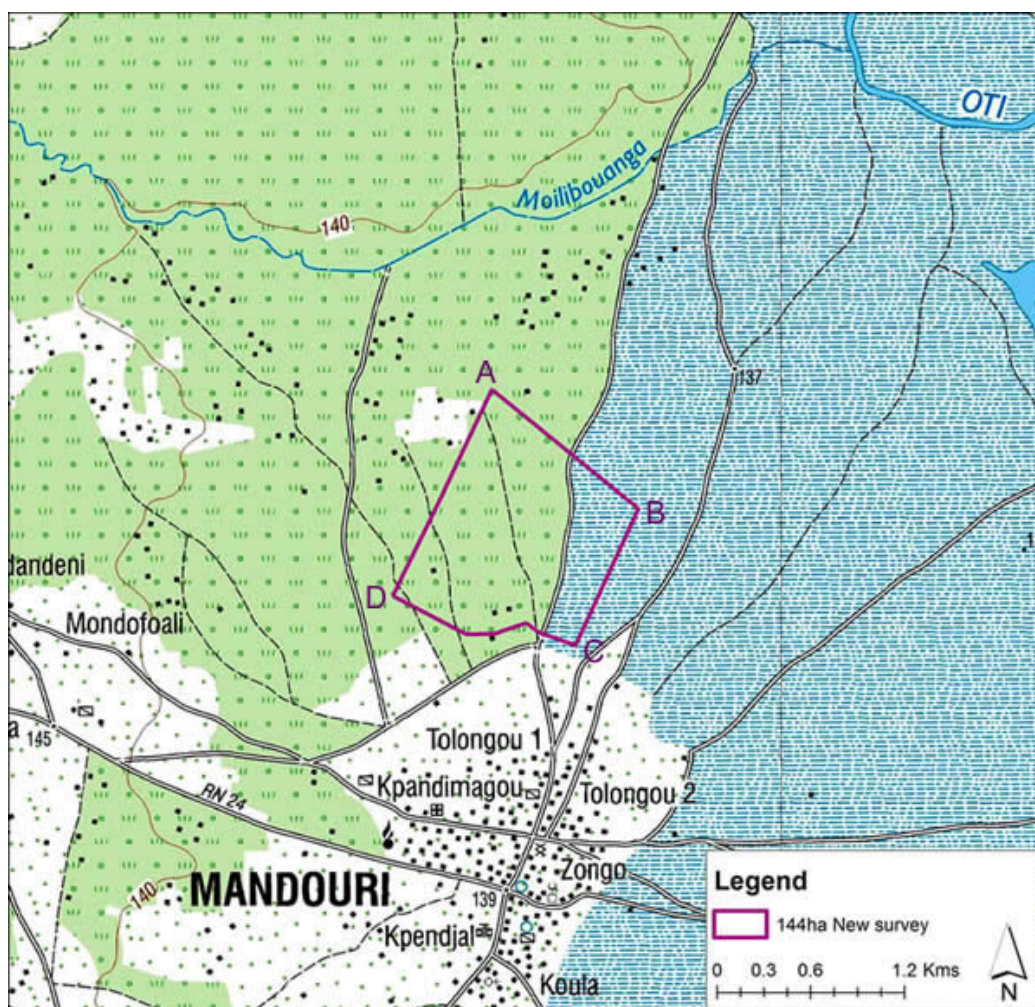 OTI
Moilibouanga
140
137
A
B
C
D
dandeni
Mondofoali
a
145
Tolongou 1
Kpandimagou
Tolongou 2
RN 24
140
MANDOURI
139
Zongo
Kpendjal
Koula
1
Legend
144ha New survey
0 0.3 0.6 1.2 Kms
N